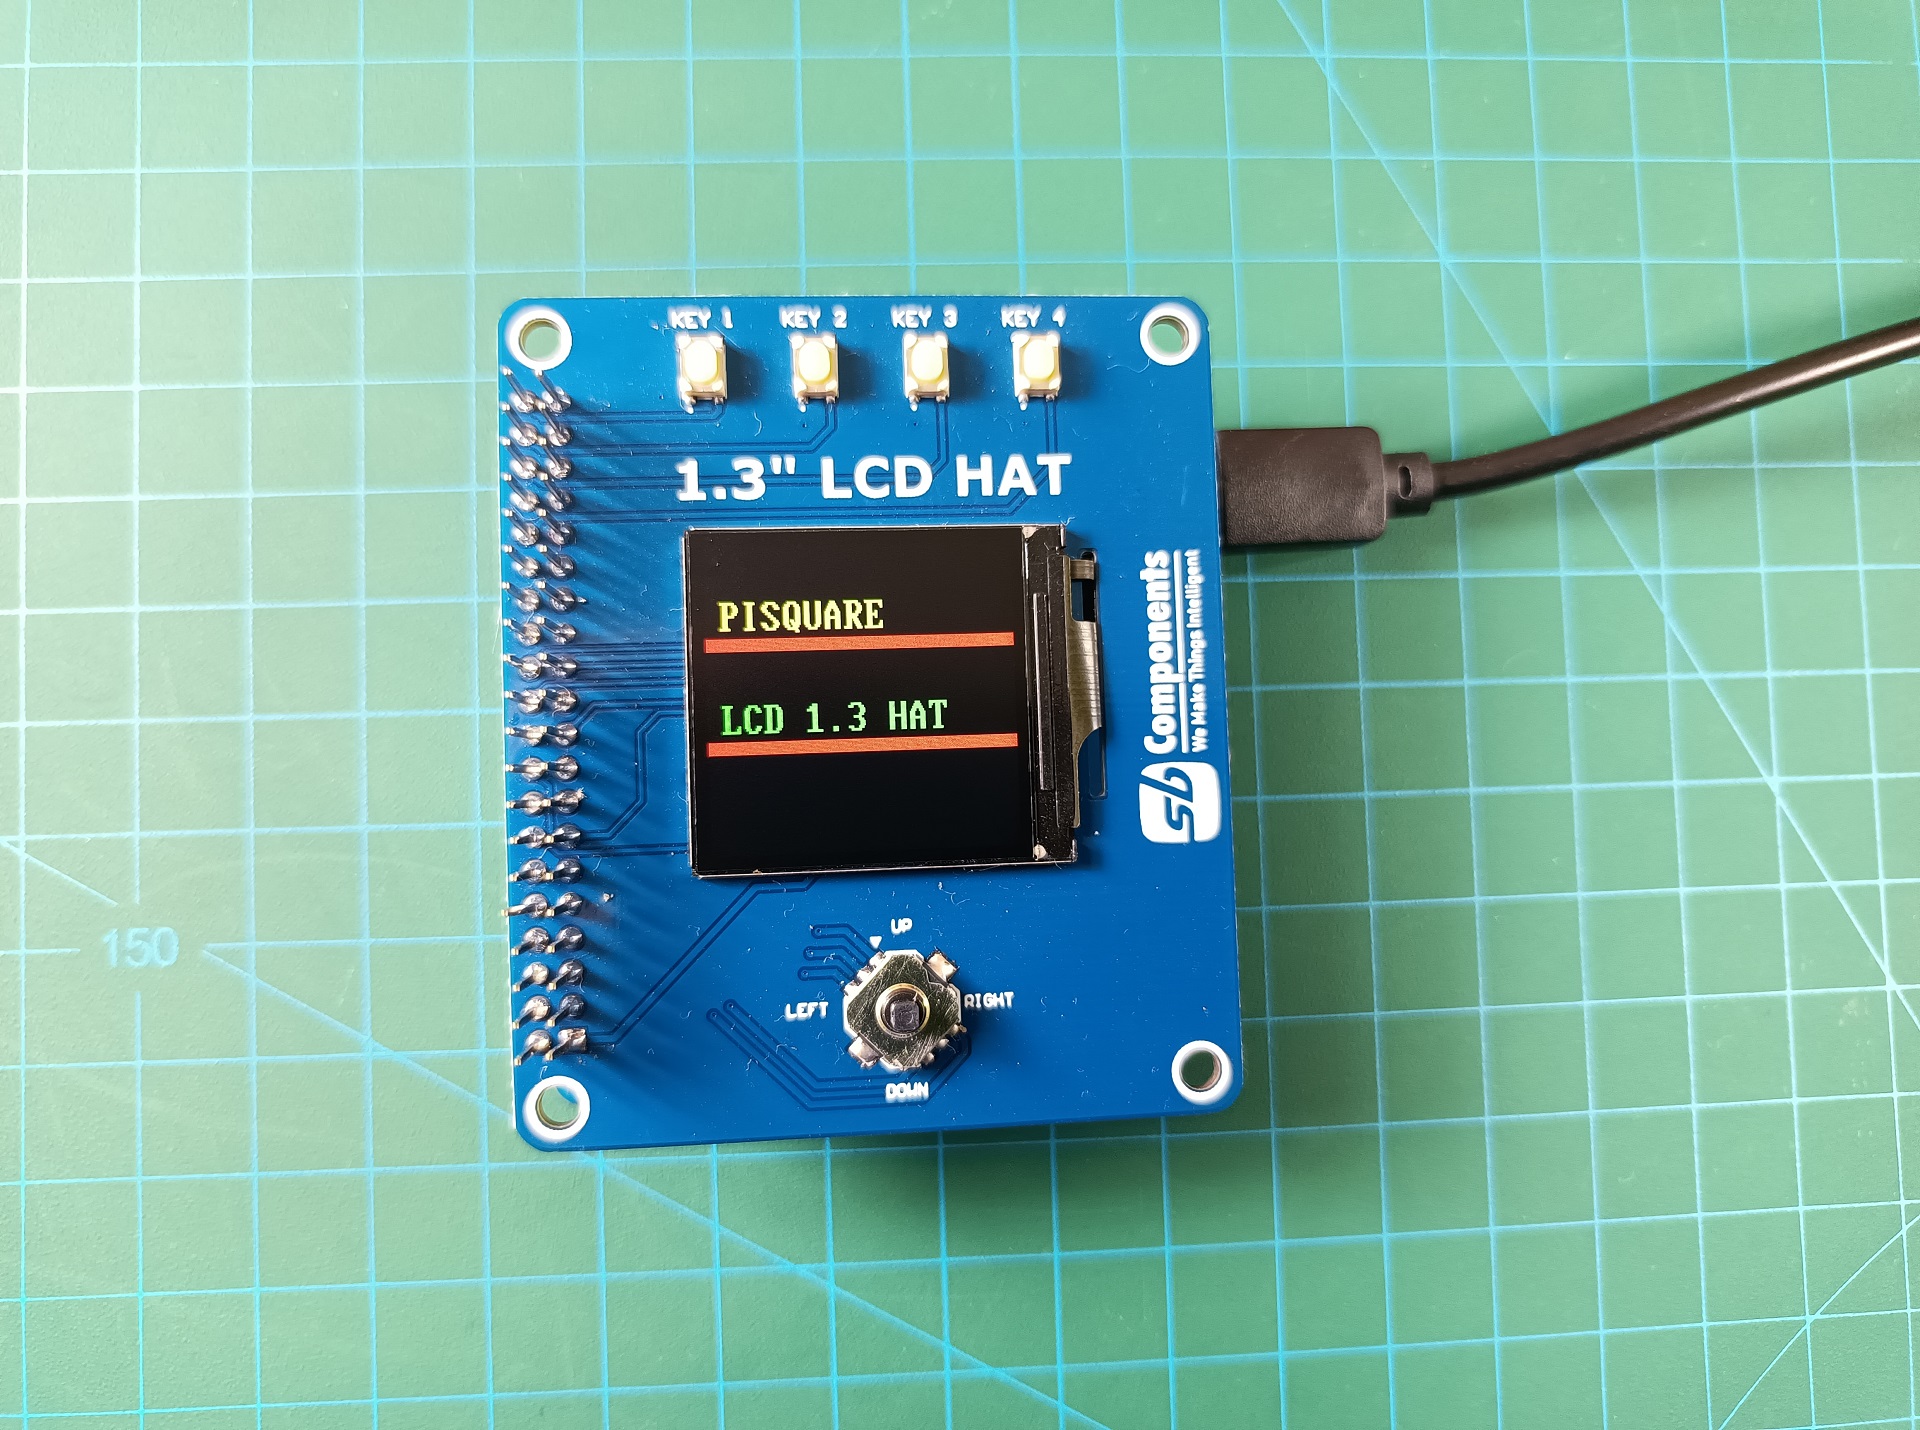 KEY 1 KEY 2 KEY 3 KEY 4
1.3" LCD HAT
PISQUARE
LCD 1.3 HAT
sb Components
We Make Things Intelligent
150
UP
LEFT RIGHT
DOWN